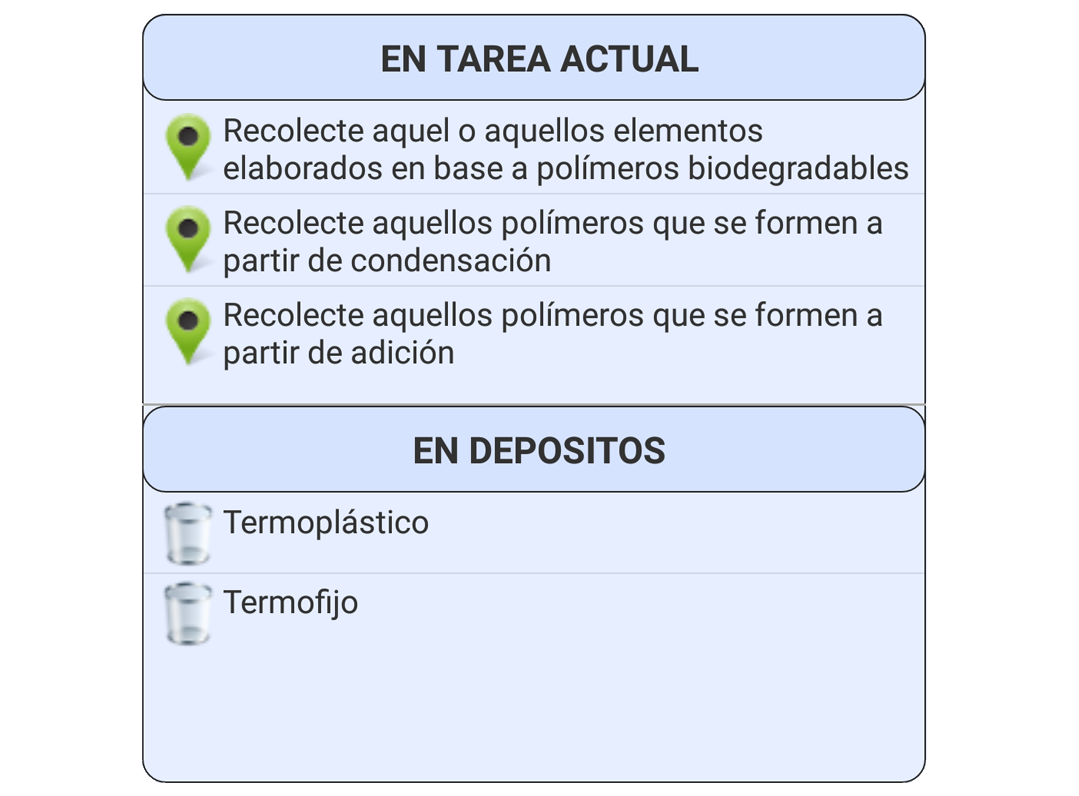 EN TAREA ACTUAL
Recolecte aquel o aquellos elementos
elaborados en base a polímeros biodegradables
Recolecte aquellos polímeros que se formen a
partir de condensación
Recolecte aquellos polímeros que se formen a
partir de adición
EN DEPOSITOS
Termoplástico
Termofijo